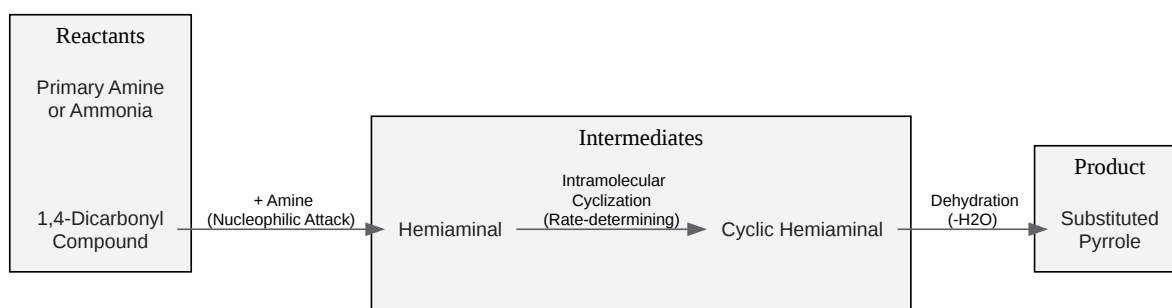 Reactants
Primary Amine
or Ammonia
1,4-Dicarbonyl
Compound
+ Amine
(Nucleophilic Attack)
Intermediates
Hemiaminal
Intramolecular
Cyclization
(Rate-determining)
Cyclic Hemiaminal
Dehydration
(-H2O)
Product
Substituted
Pyrrole